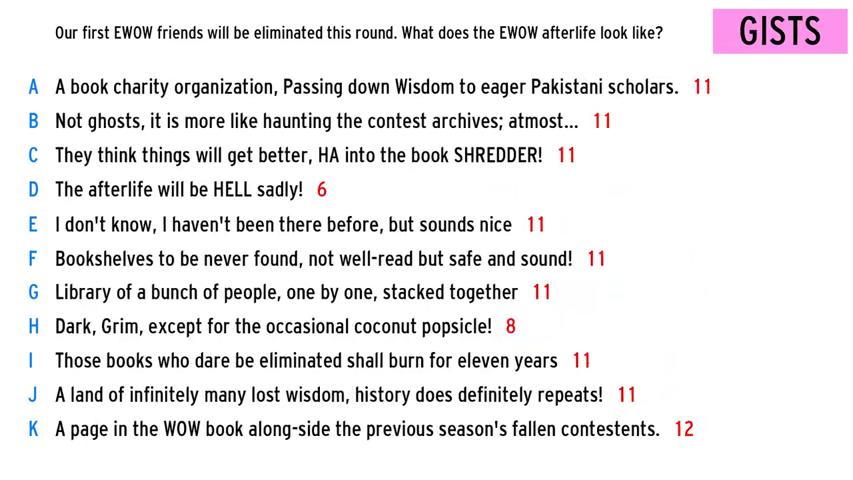 Our first EWOW friends will be eliminated this round. What does the EWOW afterlife look like?
GISTS
A A book charity organization, Passing down Wisdom to eager Pakistani scholars. 11
B Not ghosts, it is more like haunting the contest archives; atmost... 11
C They think things will get better, HA into the book SHREDDER! 11
D The afterlife will be HELL sadly! 6
E I don't know, I haven't been there before, but sounds nice 11
F Bookshelves to be never found, not well-read but safe and sound! 11
G Library of a bunch of people, one by one, stacked together 11
H Dark, Grim, except for the occasional coconut popsicle! 8
I Those books who dare be eliminated shall burn for eleven years 11
J A land of infinitely many lost wisdom, history does definitely repeats! 11
K A page in the WOW book along-side the previous season's fallen contestents. 12